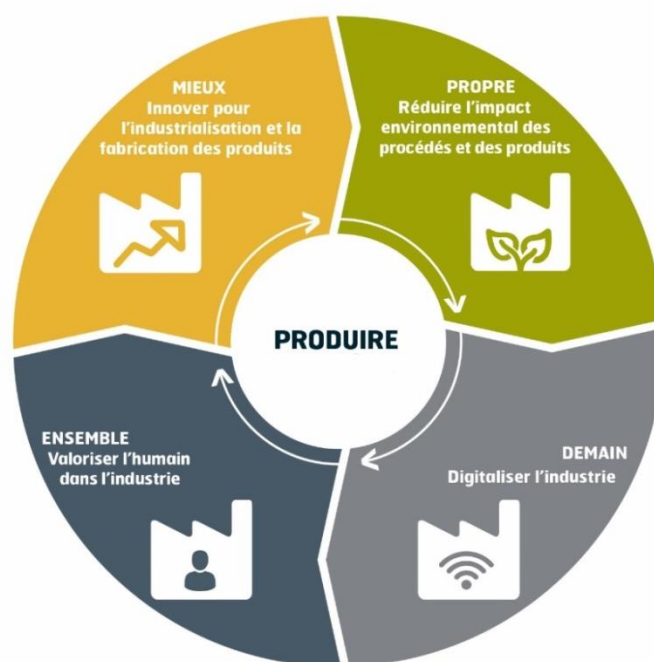 MIEUX
Innover pour
l'industrialisation et la
fabrication des produits
PROPRE
Réduire l'impact
environnemental des
procédés et des produits
PRODUIRE
ENSEMBLE
Valoriser l'humain
dans l'industrie
DEMAIN
Digitaliser l'industrie